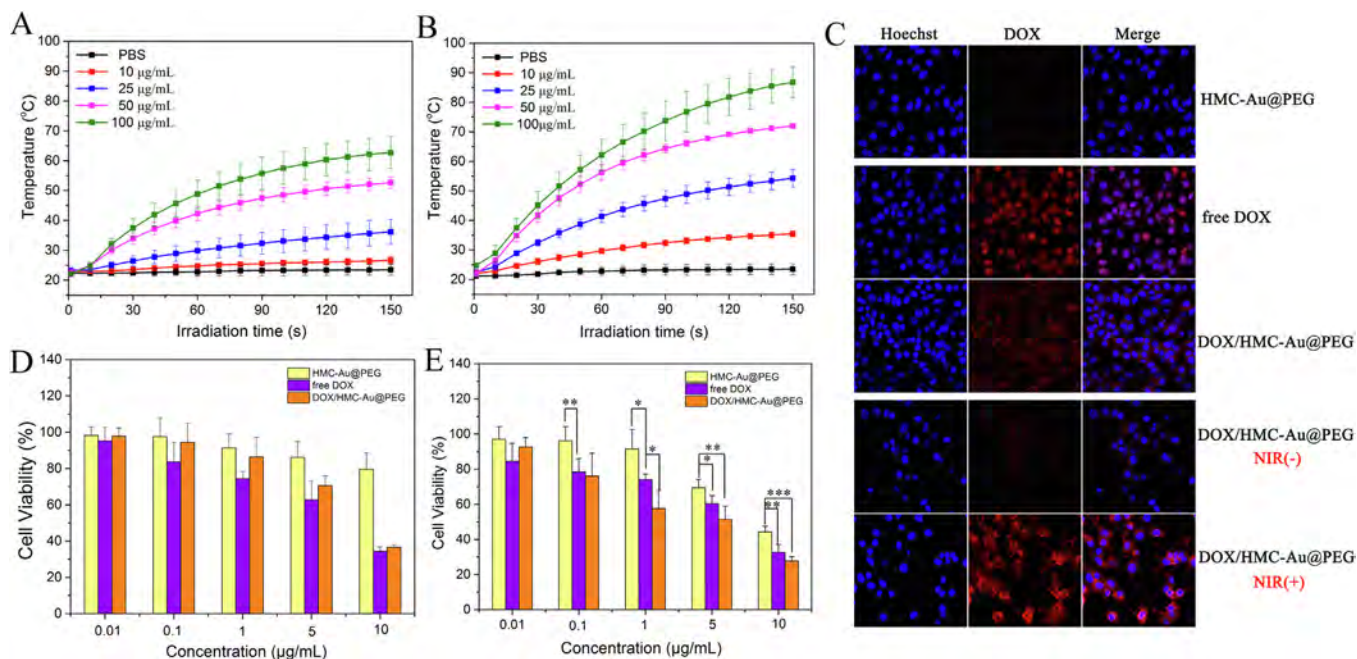 A
100
90
80
70
60
50
40
30
20
Temperature (°C)
PBS
10 μg/mL
25 μg/mL
50 μg/mL
100 μg/mL
0 30 60 90 120 150
Irradiation time (s)
B
100
90
80
70
60
50
40
30
20
Temperature (°C)
PBS
10 μg/mL
25 μg/mL
50 μg/mL
100μg/mL
0 30 60 90 120 150
Irradiation time (s)
C
Hoechst DOX Merge
HMC-Au@PEG
free DOX
DOX/HMC-Au@PEG
DOX/HMC-Au@PEG
NIR(-)
DOX/HMC-Au@PEG
NIR(+)
D
140
120
100
80
60
40
20
0
Cell Viability (%)
HMC-Au@PEG
free DOX
DOX/HMC-Au@PEG
0.01 0.1 1 5 10
Concentration (μg/mL)
E
140
120
100
80
60
40
20
0
Cell Viability (%)
HMC-Au@PEG
free DOX
DOX/HMC-Au@PEG
**
*
*
**
*
***
**
0.01 0.1 1 5 10
Concentration (μg/mL)